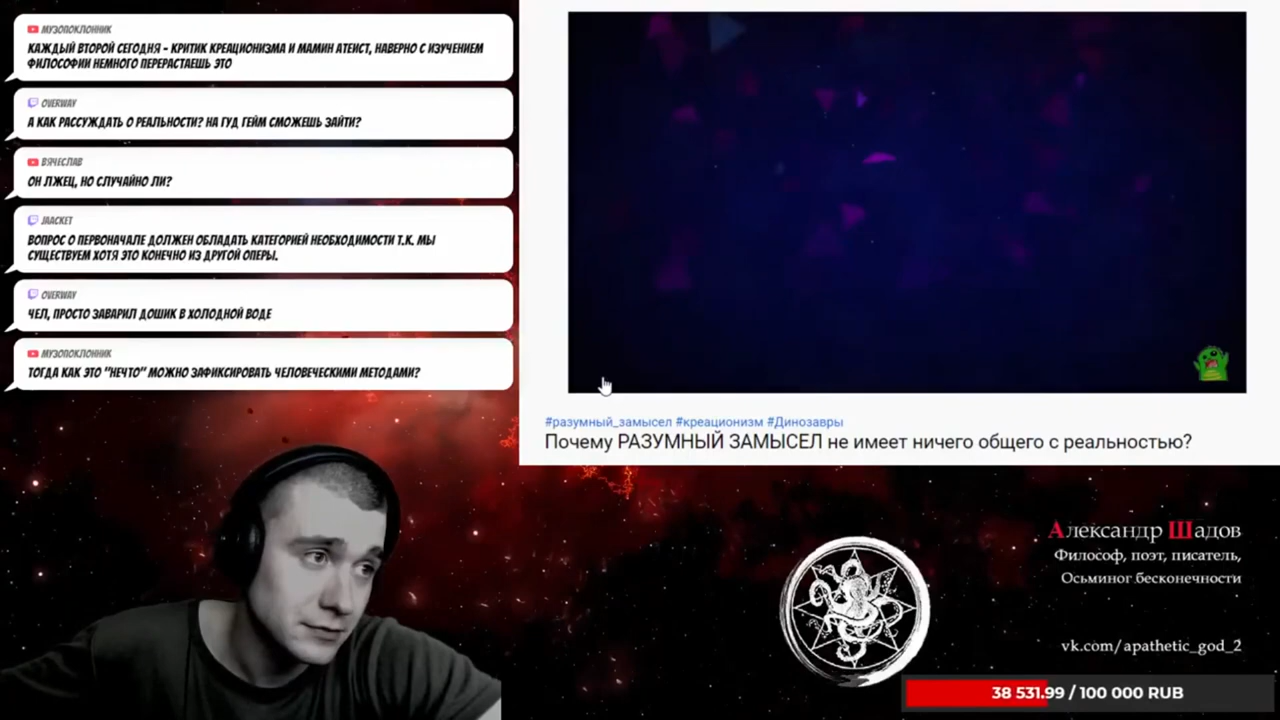 МУЗОПОКЛОННИК
КАЖДЫЙ ВТОРОЙ СЕГОДНЯ - КРИТИК КРЕАЦИОНИЗМА И МАМИН АТЕИСТ, НАВЕРНО С ИЗУЧЕНИЕМ
ФИЛОСОФИИ НЕМНОГО ПЕРЕРАСТАЕШЬ ЭТО
OVERWAY
А КАК РАССУЖДАТЬ О РЕАЛЬНОСТИ? НА ГУД ГЕЙМ СМОЖЕШЬ ЗАЙТИ?
ВЯЧЕСЛАВ
ОН ЛЖЕЦ, НО СЛУЧАЙНО ЛИ?
JAACKET
ВОПРОС О ПЕРВОНАЧАЛЕ ДОЛЖЕН ОБЛАДАТЬ КАТЕГОРИЕЙ НЕОБХОДИМОСТИ Т.К. МЫ
СУЩЕСТВУЕМ ХОТЯ ЭТО КОНЕЧНО ИЗ ДРУГОЙ ОПЕРЫ.
OVERWAY
ЧЕЛ, ПРОСТО ЗАВАРИЛ ДОШИК В ХОЛОДНОЙ ВОДЕ
МУЗОПОКЛОННИК
ТОГДА КАК ЭТО "НЕЧТО" МОЖНО ЗАФИКСИРОВАТЬ ЧЕЛОВЕЧЕСКИМИ МЕТОДАМИ?
#разумный_замысел #креационизм #Динозавры
Почему РАЗУМНЫЙ ЗАМЫСЕЛ не имеет ничего общего с реальностью?
Александр Шадов
Философ, поэт, писатель,
Осьминог бесконечности
vk.com/apathetic_god_2
38 531.99 / 100 000 RUB